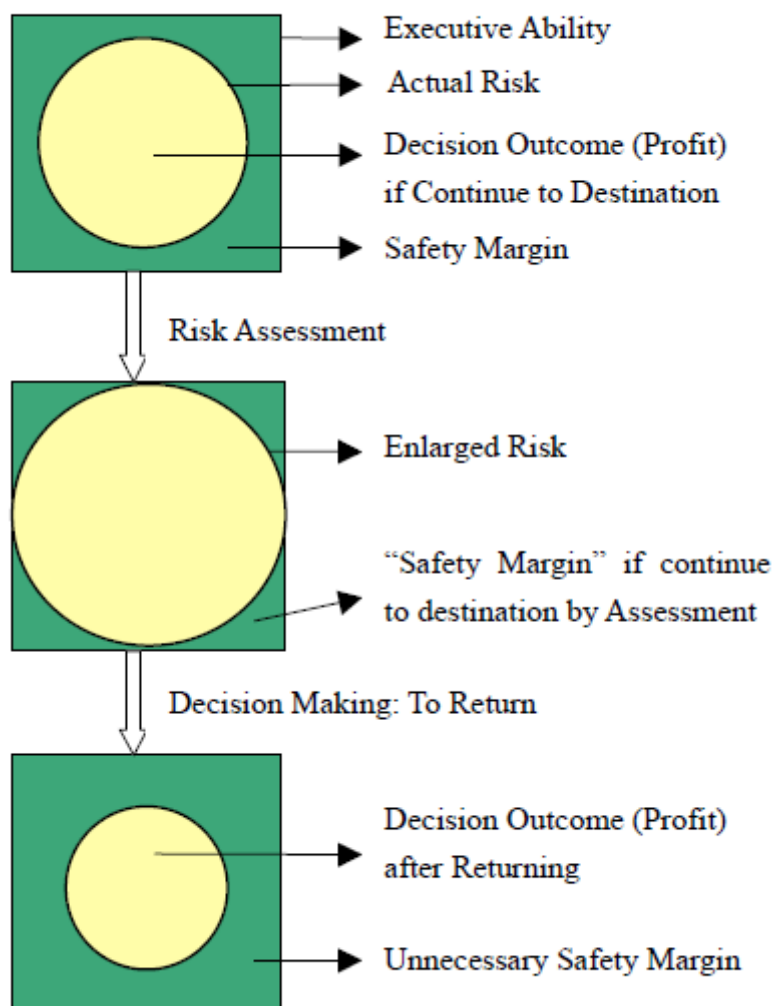 Executive Ability
Actual Risk
Decision Outcome (Profit)
if Continue to Destination
Safety Margin
Risk Assessment
Enlarged Risk
“Safety Margin” if continue
to destination by Assessment
Decision Making: To Return
Decision Outcome (Profit)
after Returning
Unnecessary Safety Margin